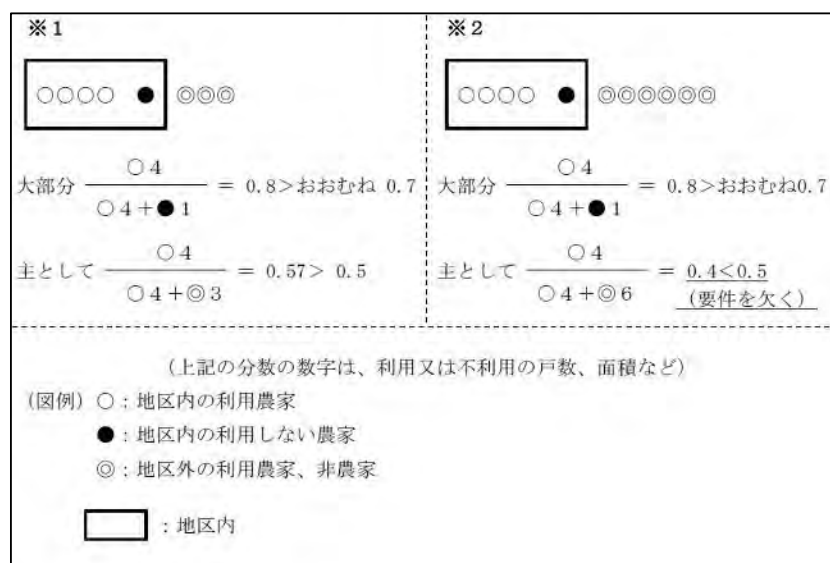 ※1
○○○○ ● ◎◎◎
○4
大部分 ―――― = 0.8>おおむね 0.7
○4+●1
○4
主として ―――― = 0.57> 0.5
○4+◎3
※2
○○○○ ● ◎◎◎◎◎◎
○4
大部分 ―――― = 0.8>おおむね0.7
○4+●1
○4
主として ―――― = 0.4<0.5
○4+◎6
(要件を欠く)
(上記の分数の数字は、利用又は不利用の戸数、面積など)
(図例) ○:地区内の利用農家
●:地区内の利用しない農家
◎:地区外の利用農家、非農家
:地区内